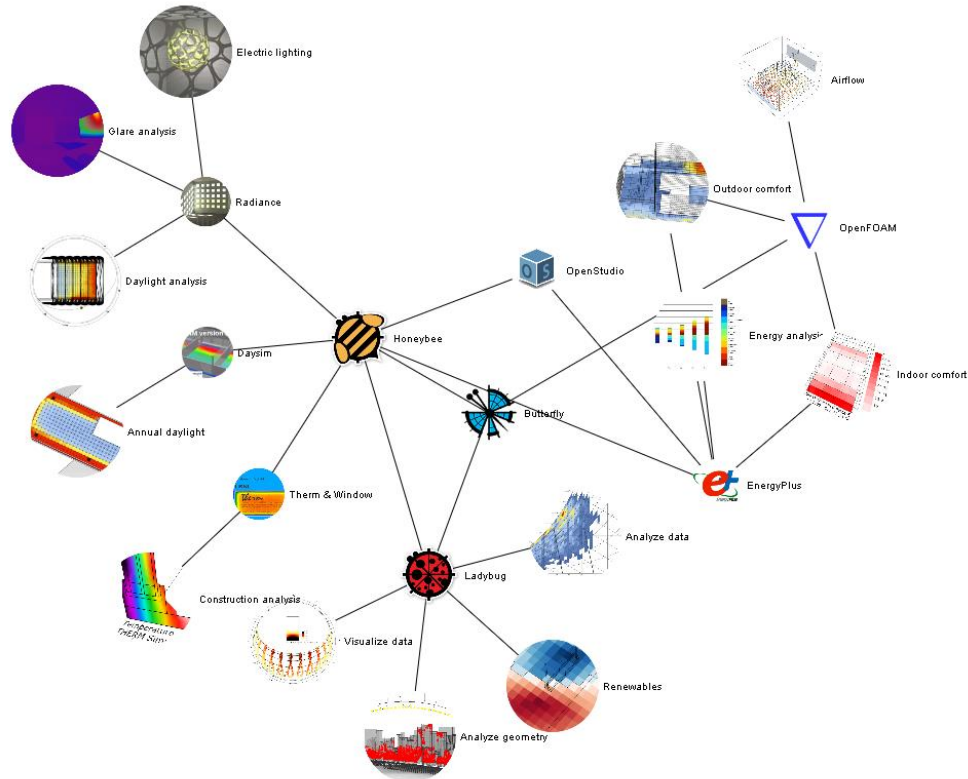 Electric lighting
Airflow
Glare analysis
Outdoor comfort
Radiance
OpenFOAM
OpenStudio
Daylight analysis
Honeybee
Energy analysis
Daysim
Indoor comfort
Butterfly
Annual daylight
EnergyPlus
Therm & Window
Analyze data
Ladybug
Construction analysis
Visualize data
Renewables
Analyze geometry